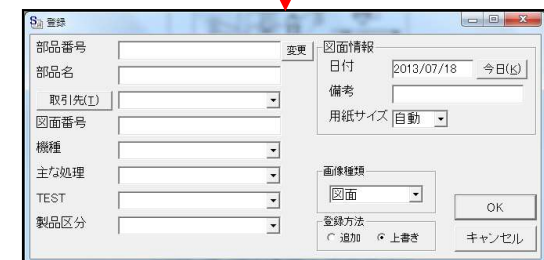 登録
部品番号
変更
部品名
取引先(T)
図面番号
機種
主な処理
TEST
製品区分
図面情報
日付 2013/07/18 今日(K)
備考
用紙サイズ 自動
画像種類
図面
登録方法
追加 上書き
OK
キャンセル